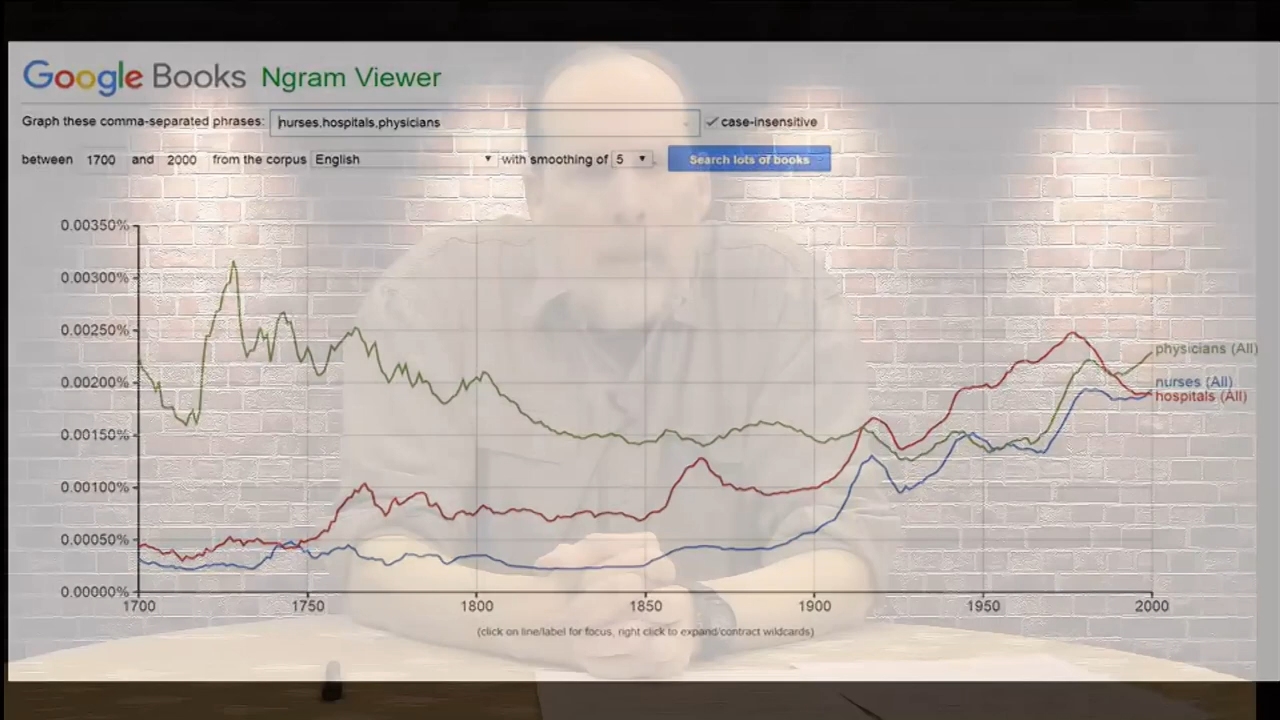 Google Books Ngram Viewer
Graph these comma-separated phrases: nurses,hospitals,physicians case-insensitive
between 1700 and 2000 from the corpus English with smoothing of 5 Search lots of books
0.00350%
0.00300%
0.00250%
0.00200%
0.00150%
0.00100%
0.00050%
0.00000%
physicians (All)
nurses (All)
hospitals (All)
1700 1750 1800 1850 1900 1950 2000
(click on line/label for focus, right click to expand/contract wildcards)